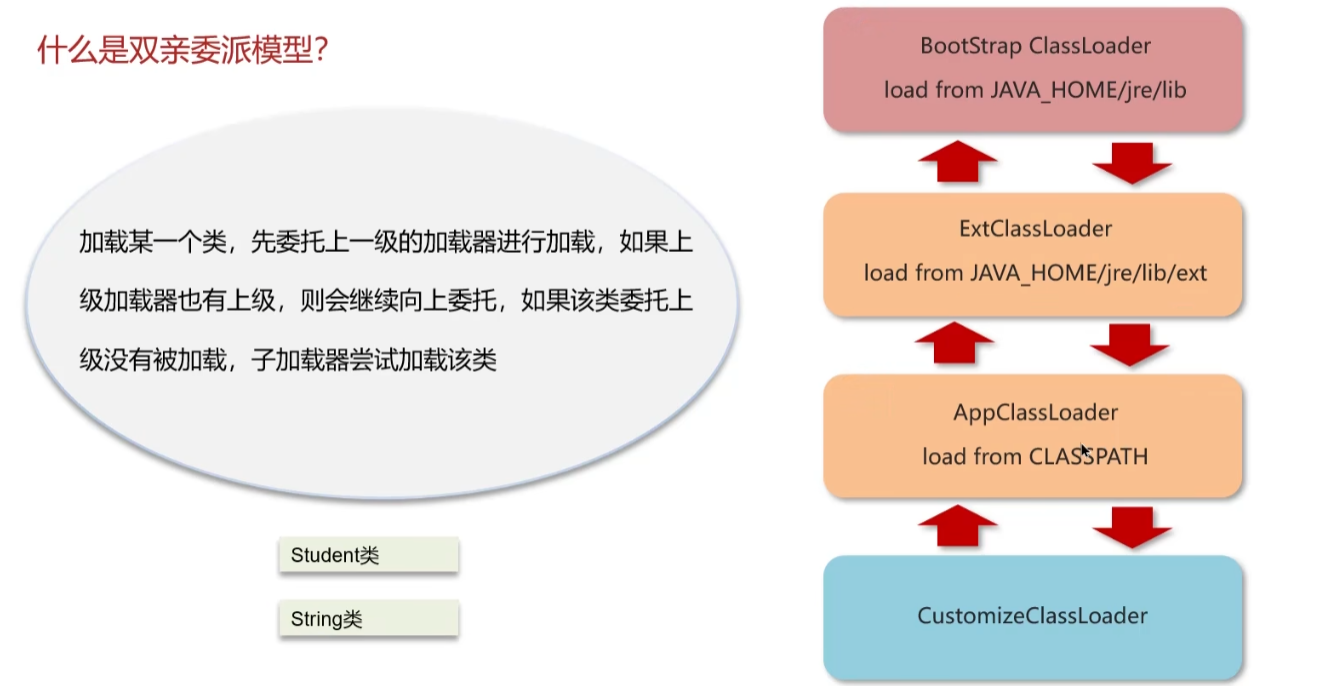 什么是双亲委派模型？
加载某一个类，先委托上一级的加载器进行加载，如果上
级加载器也有上级，则会继续向上委托，如果该类委托上
级没有被加载，子加载器尝试加载该类
Student类
String类
BootStrap ClassLoader
load from JAVA_HOME/jre/lib
ExtClassLoader
load from JAVA_HOME/jre/lib/ext
AppClassLoader
load from CLASSPATH
CustomizeClassLoader